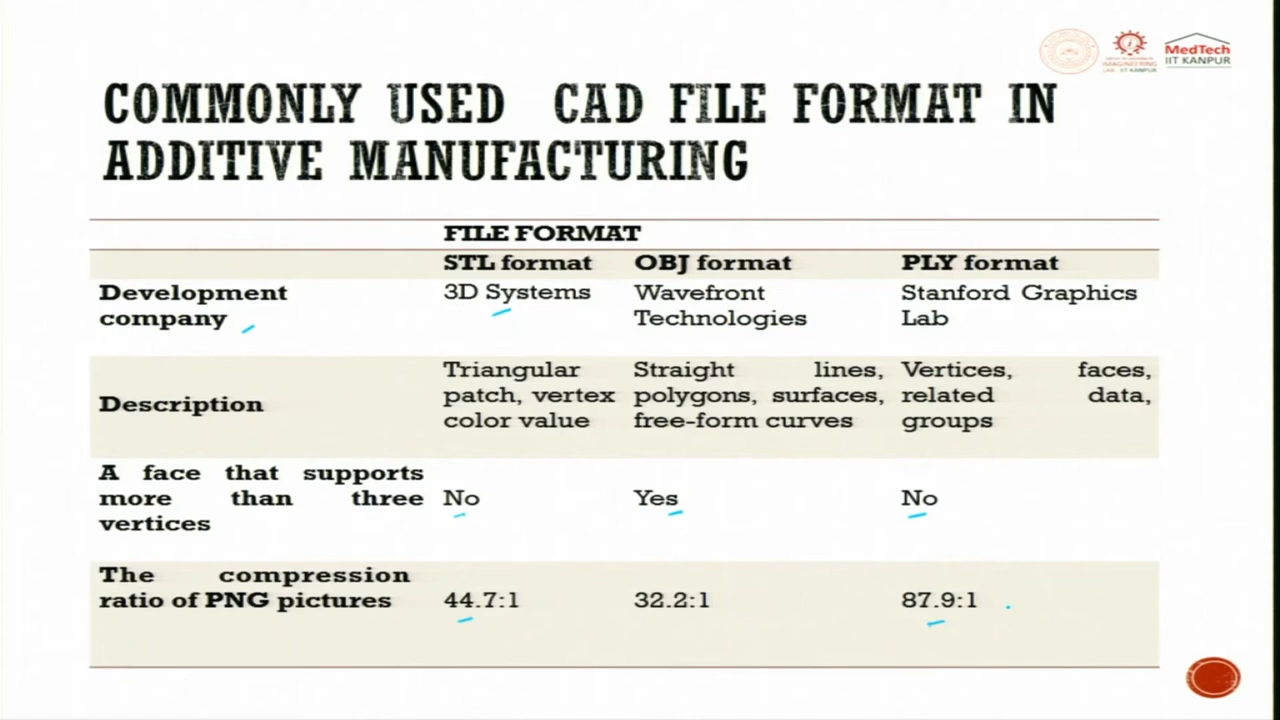 MedTech
IIT KANPUR
COMMONLY USED CAD FILE FORMAT IN
ADDITIVE MANUFACTURING
FILE FORMAT
STL format OBJ format PLY format
Development company
3D Systems
Wavefront
Technologies
Stanford Graphics
Lab
Description
Triangular
patch, vertex
color value
Straight lines,
polygons, surfaces,
free-form curves
Vertices, faces,
related data,
groups
A face that supports
more than three
vertices
No
Yes
No
The compression
ratio of PNG pictures
44.7:1
32.2:1
87.9:1